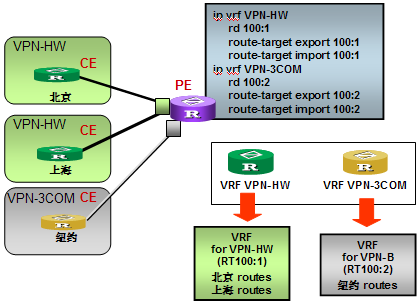 VPN-HW
CE
R
北京
VPN-HW
CE
R
上海
VPN-3COM CE
R
纽约
PE
R
ip vrf VPN-HW
rd 100:1
route-target export 100:1
route-target import 100:1
ip vrf VPN-3COM
rd 100:2
route-target export 100:2
route-target import 100:2
R
R
VRF VPN-HW
VRF VPN-3COM
VRF
for VPN-HW
(RT100:1)
北京 routes
上海 routes
VRF
for VPN-B
(RT100:2)
纽约 routes